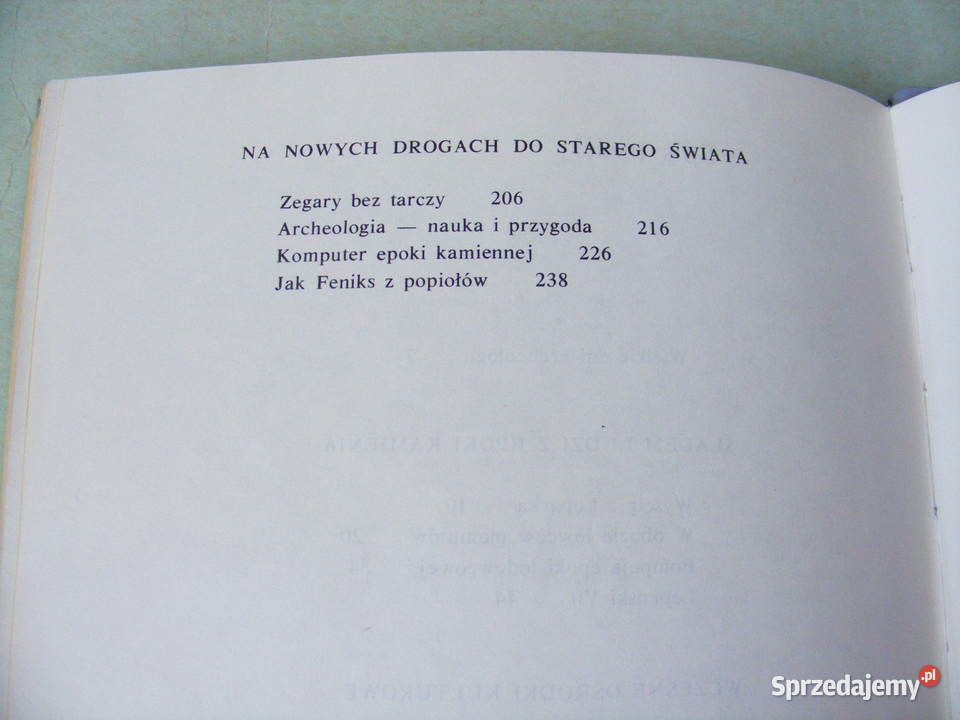 NA NOWYCH DROGACH DO STAREGO ŚWIATA
Zegary bez tarczy 206
Archeologia — nauka i przygoda 216
Komputer epoki kamiennej 226
Jak Feniks z popiołów 238
Sprzedajemy.pl